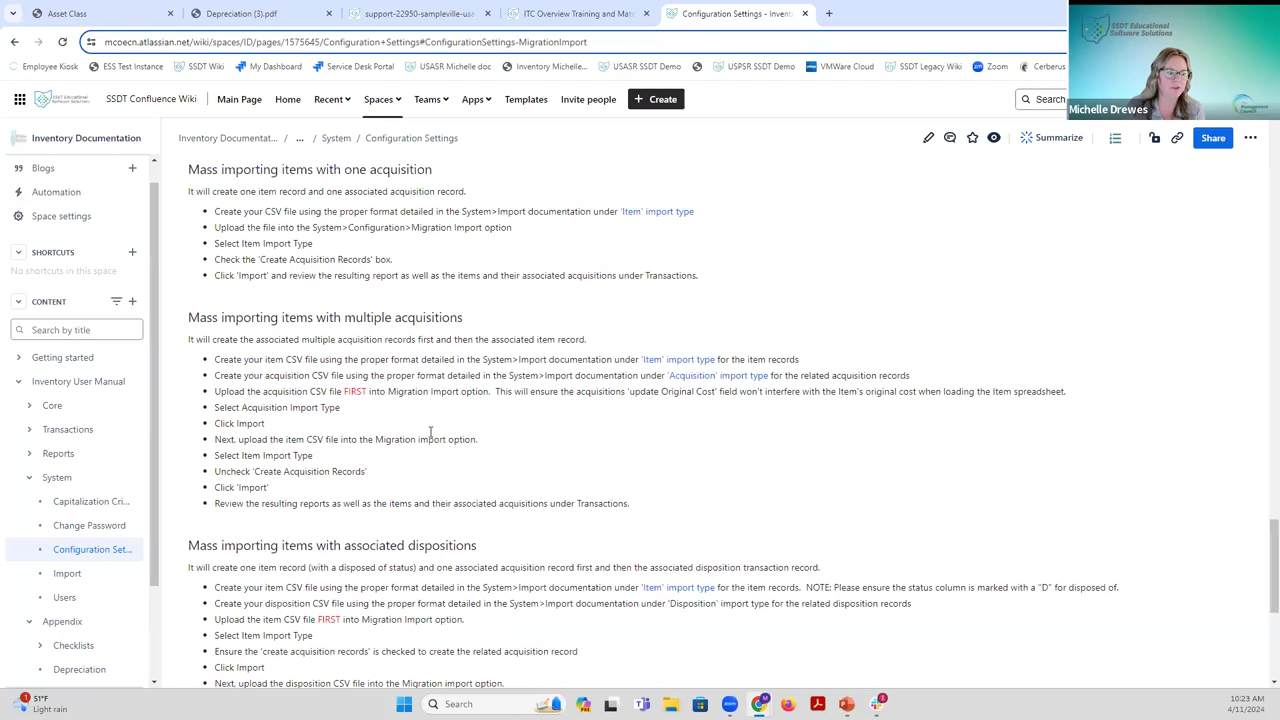 Asset Class
Depreciation (3).pdf
support-22950-sampleville-usa
ITC Overview Training and Mate
Configuration Settings - Invent
mcoecn.atlassian.net/wiki/spaces/ID/pages/1575645/Configuration+Settings#ConfigurationSettings-MigrationImport
Employee Kiosk
ESS Test Instance
SSDT Wiki
My Dashboard
Service Desk Portal
USASR Michelle doc
Inventory Michelle...
USASR SSDT Demo
USPSR SSDT Demo
VMWare Cloud
SSDT Legacy Wiki
Zoom
Cerberus
SSDT Educational
Software Solutions
Management
Council
Michelle Drewes
SSDT Confluence Wiki
Main Page
Home
Recent
Spaces
Teams
Apps
Templates
Invite people
+ Create
Search
Inventory Documentation
Inventory Documentat...
/ ... / System / Configuration Settings
Summarize
Share
Blogs
Automation
Space settings
SHORTCUTS
No shortcuts in this space
CONTENT
Search by title
Getting started
Inventory User Manual
Core
Transactions
Reports
System
Capitalization Cri...
Change Password
Configuration Set...
Import
Users
Appendix
Checklists
Depreciation
Mass importing items with one acquisition
It will create one item record and one associated acquisition record.
Create your CSV file using the proper format detailed in the System>Import documentation under 'Item' import type
Upload the file into the System>Configuration>Migration Import option
Select Item Import Type
Check the 'Create Acquisition Records' box.
Click 'Import' and review the resulting report as well as the items and their associated acquisitions under Transactions.
Mass importing items with multiple acquisitions
It will create the associated multiple acquisition records first and then the associated item record.
Create your item CSV file using the proper format detailed in the System>Import documentation under 'Item' import type for the item records
Create your acquisition CSV file using the proper format detailed in the System>Import documentation under 'Acquisition' import type for the related acquisition records
Upload the acquisition CSV file FIRST into Migration Import option. This will ensure the acquisitions 'update Original Cost' field won't interfere with the Item's original cost when loading the Item spreadsheet.
Select Acquisition Import Type
Click Import
Next, upload the item CSV file into the Migration import option.
Select Item Import Type
Uncheck 'Create Acquisition Records'
Click 'Import'
Review the resulting reports as well as the items and their associated acquisitions under Transactions.
Mass importing items with associated dispositions
It will create one item record (with a disposed of status) and one associated acquisition record first and then the associated disposition transaction record.
Create your item CSV file using the proper format detailed in the System>Import documentation under 'Item' import type for the item records. NOTE: Please ensure the status column is marked with a "D" for disposed of.
Create your disposition CSV file using the proper format detailed in the System>Import documentation under 'Disposition' import type for the related disposition records
Upload the item CSV file FIRST into Migration Import option.
Select Item Import Type
Ensure the 'create acquisition records' is checked to create the related acquisition record
Click Import
Next, upload the disposition CSV file into the Migration import option.
1
51°F
Light rain
Search
10:23 AM
4/11/2024